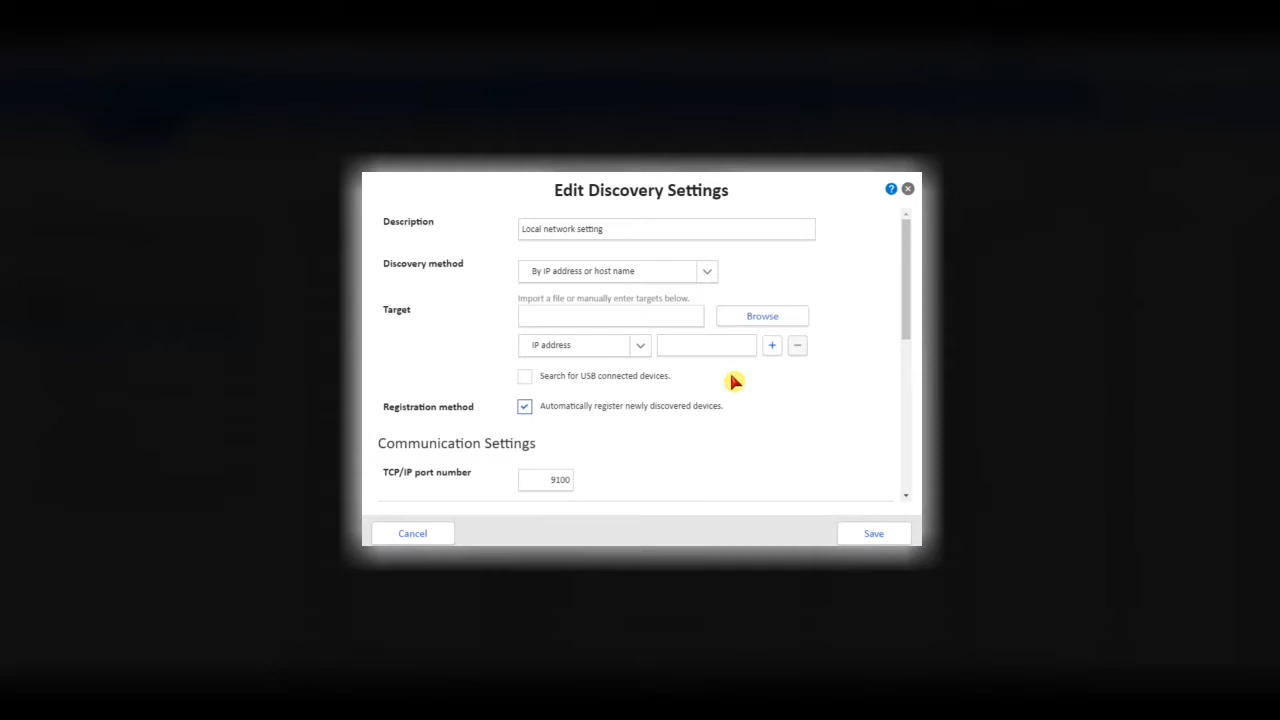 Edit Discovery Settings
?
Description
Local network setting
Discovery method
By IP address or host name
Import a file or manually enter targets below.
Target
Browse
IP address
+ −
Search for USB connected devices.
Registration method
Automatically register newly discovered devices.
Communication Settings
TCP/IP port number
9100
Cancel
Save